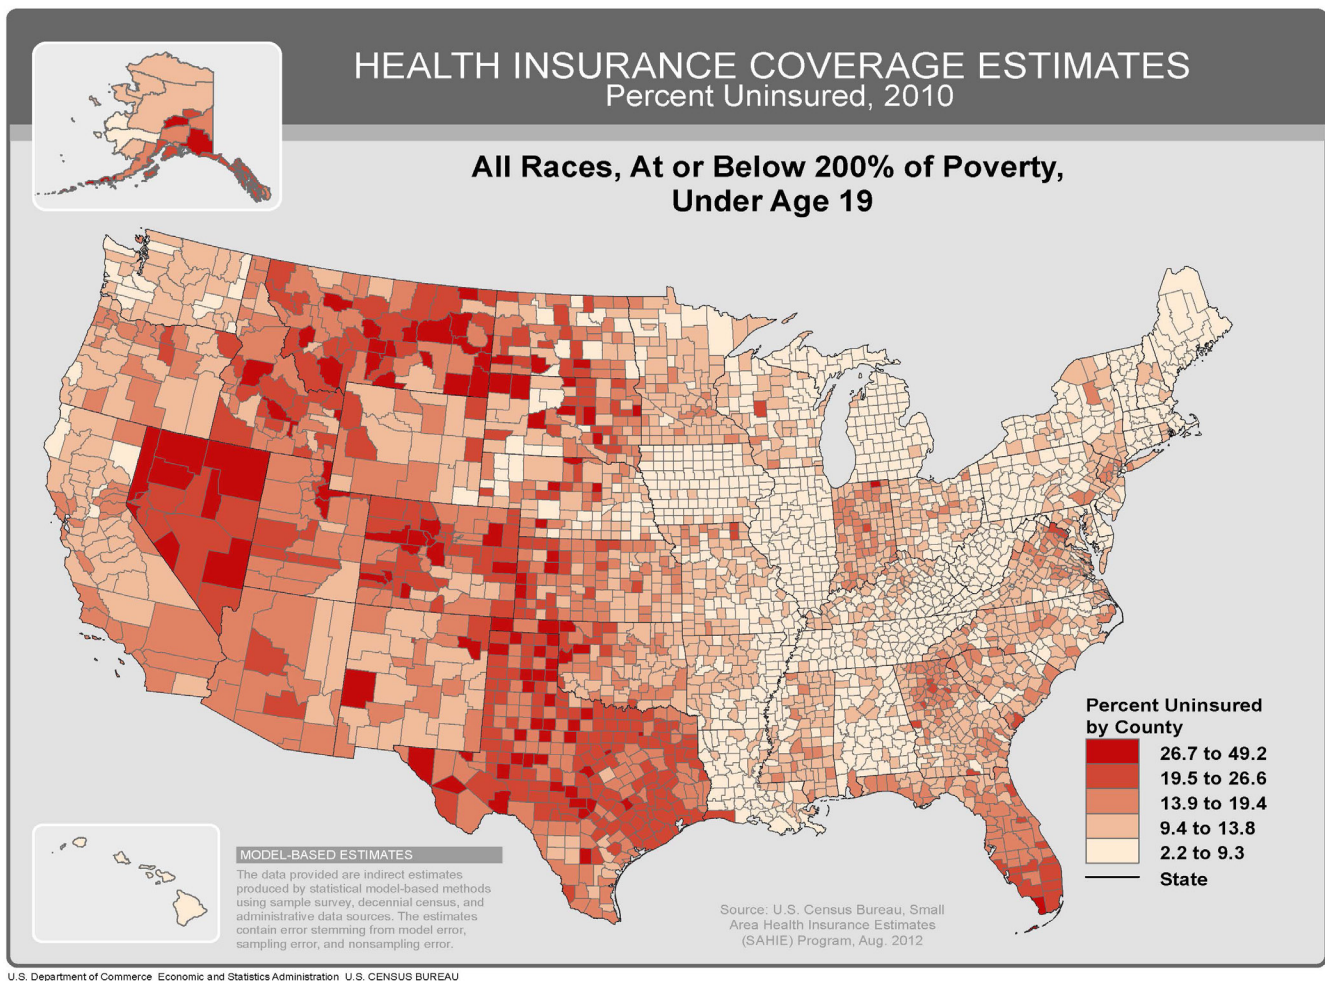 HEALTH INSURANCE COVERAGE ESTIMATES
Percent Uninsured, 2010
All Races, At or Below 200% of Poverty,
Under Age 19
Percent Uninsured
by County
26.7 to 49.2
19.5 to 26.6
13.9 to 19.4
9.4 to 13.8
2.2 to 9.3
State
MODEL-BASED ESTIMATES
The data provided are indirect estimates
produced by statistical model-based methods
using sample survey, decennial census, and
administrative data sources. The estimates
contain error stemming from model error,
sampling error, and nonsampling error.
Source: U.S. Census Bureau, Small
Area Health Insurance Estimates
(SAHIE) Program, Aug. 2012
U.S. Department of Commerce Economic and Statistics Administration U.S. CENSUS BUREAU